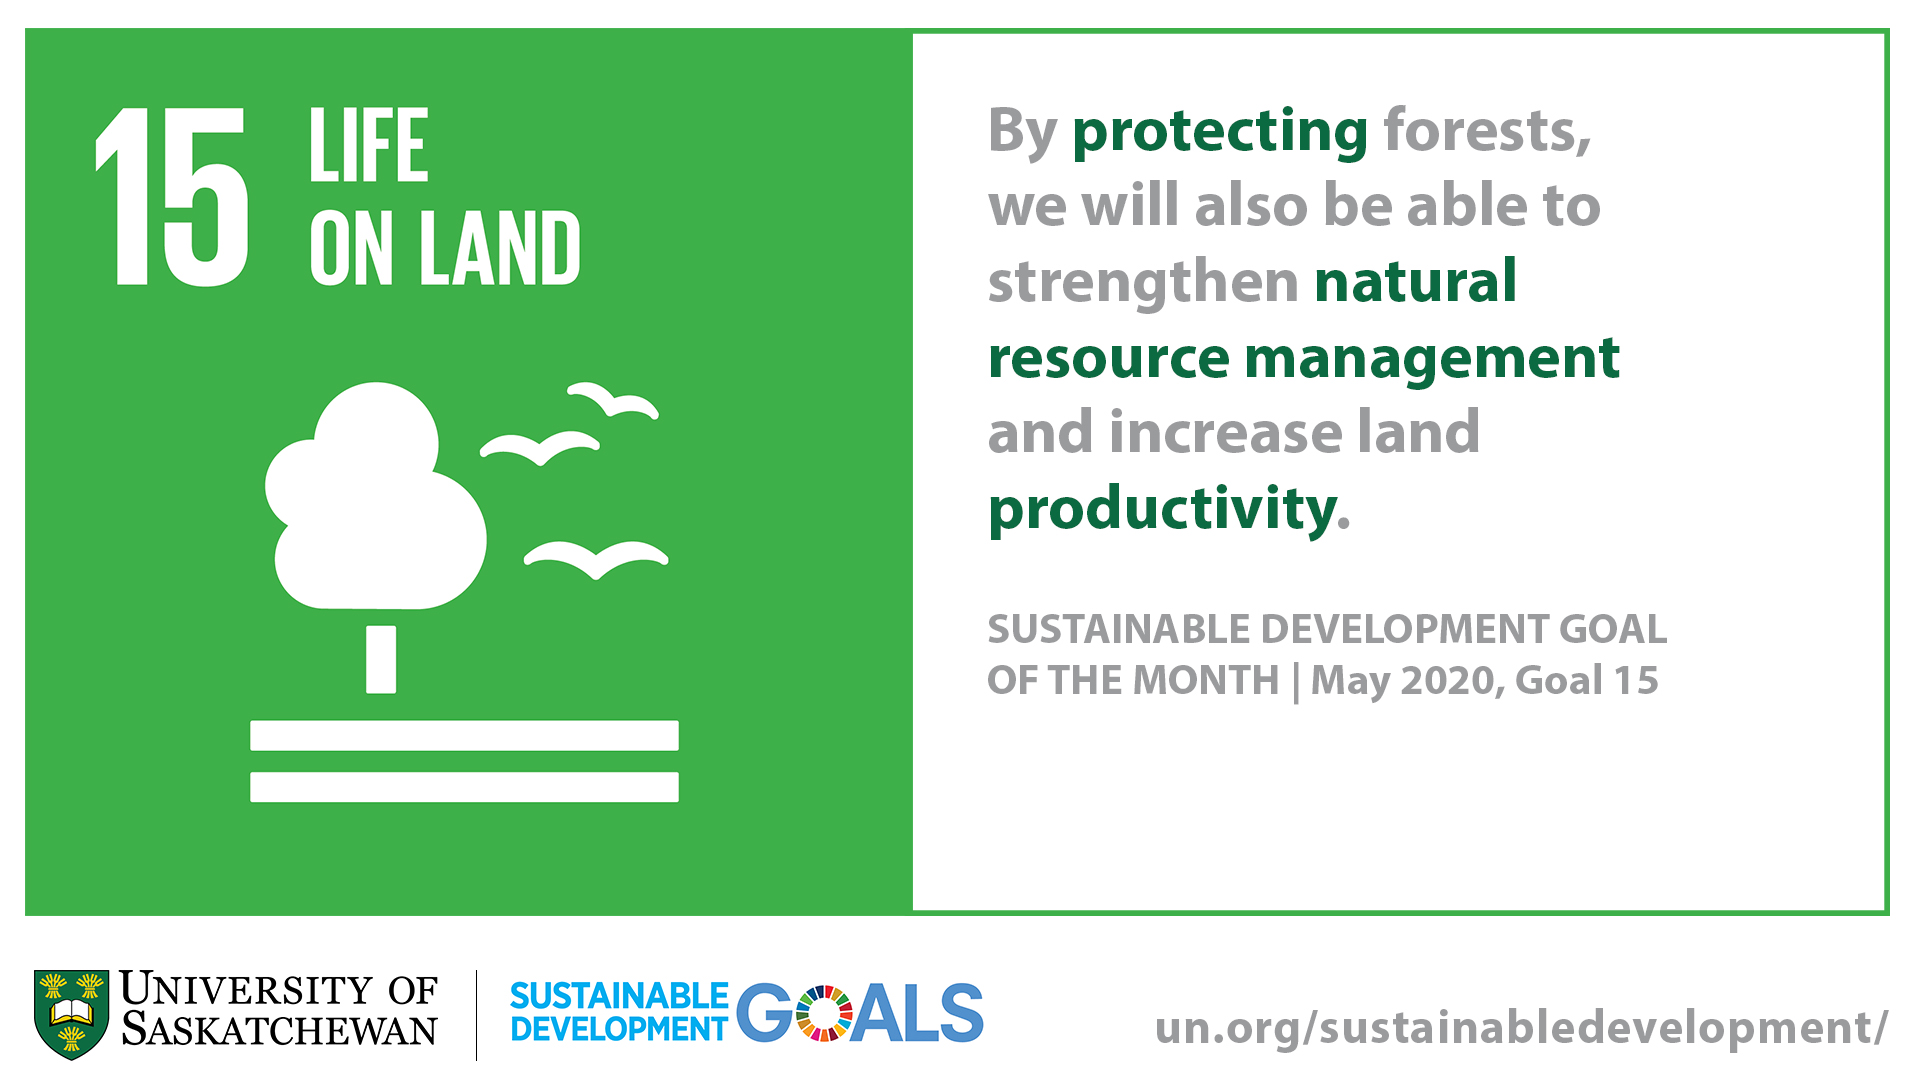 15
LIFE
ON LAND
By protecting forests,
we will also be able to
strengthen natural
resource management
and increase land
productivity.
SUSTAINABLE DEVELOPMENT GOAL
OF THE MONTH | May 2020, Goal 15
UNIVERSITY OF
SASKATCHEWAN
SUSTAINABLE
DEVELOPMENT
GOALS
un.org/sustainabledevelopment/